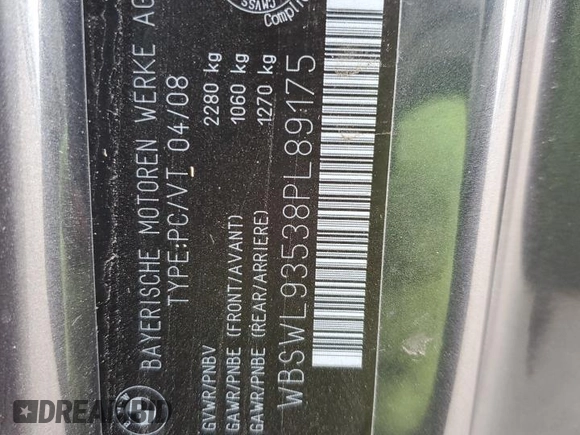 BAYERISCHE MOTOREN WERKE AG
TYPE:PC/VT 04/08
GVWR/PNBV 2280 kg
GAWR/PNBE (FRONT/AVANT) 1060 kg
GAWR/PNBE (REAR/ARRIERE) 1270 kg
WBSWL93538PL89175
CMVSS